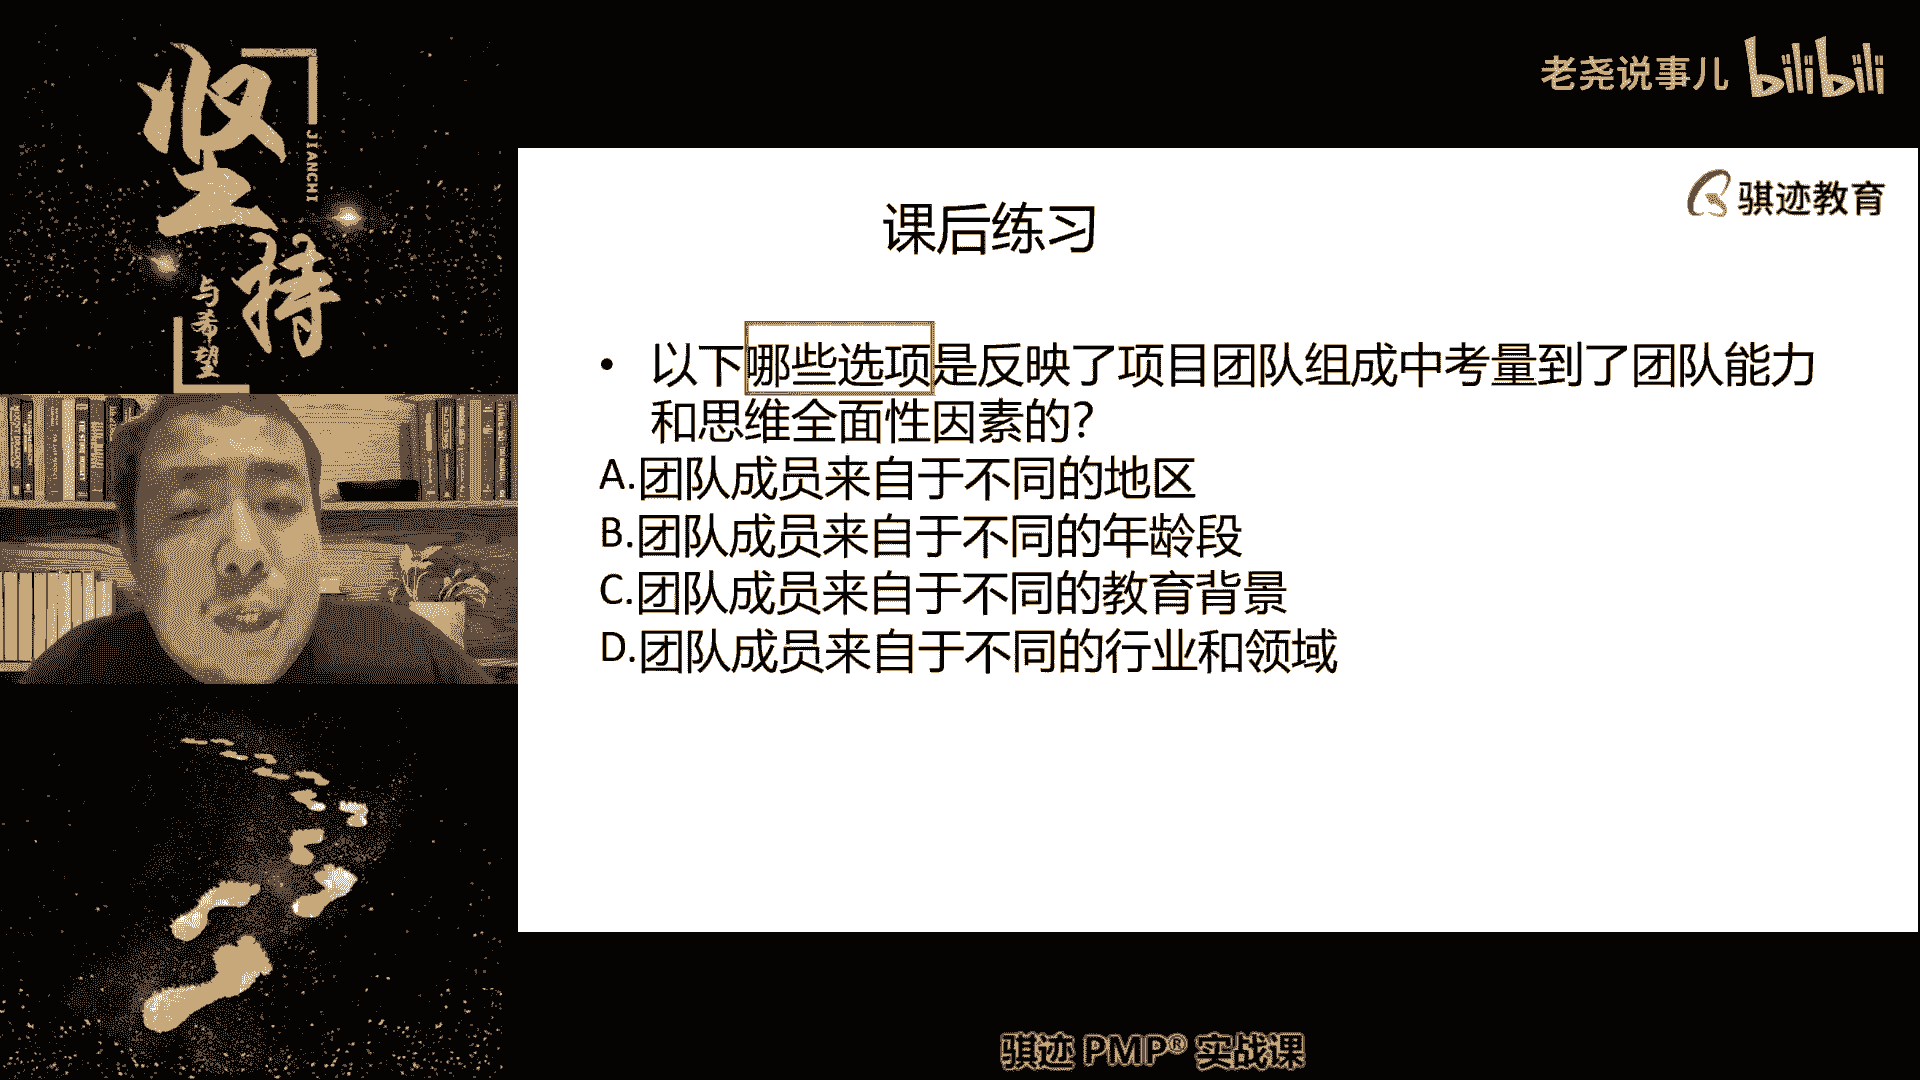 坚持
JIANCHI
与希望
老尧说事儿 bilibili
骐迹教育
课后练习
• 以下哪些选项是反映了项目团队组成中考量到了团队能力
和思维全面性因素的?
A.团队成员来自于不同的地区
B.团队成员来自于不同的年龄段
C.团队成员来自于不同的教育背景
D.团队成员来自于不同的行业和领域
骐迹 PMP® 实战课